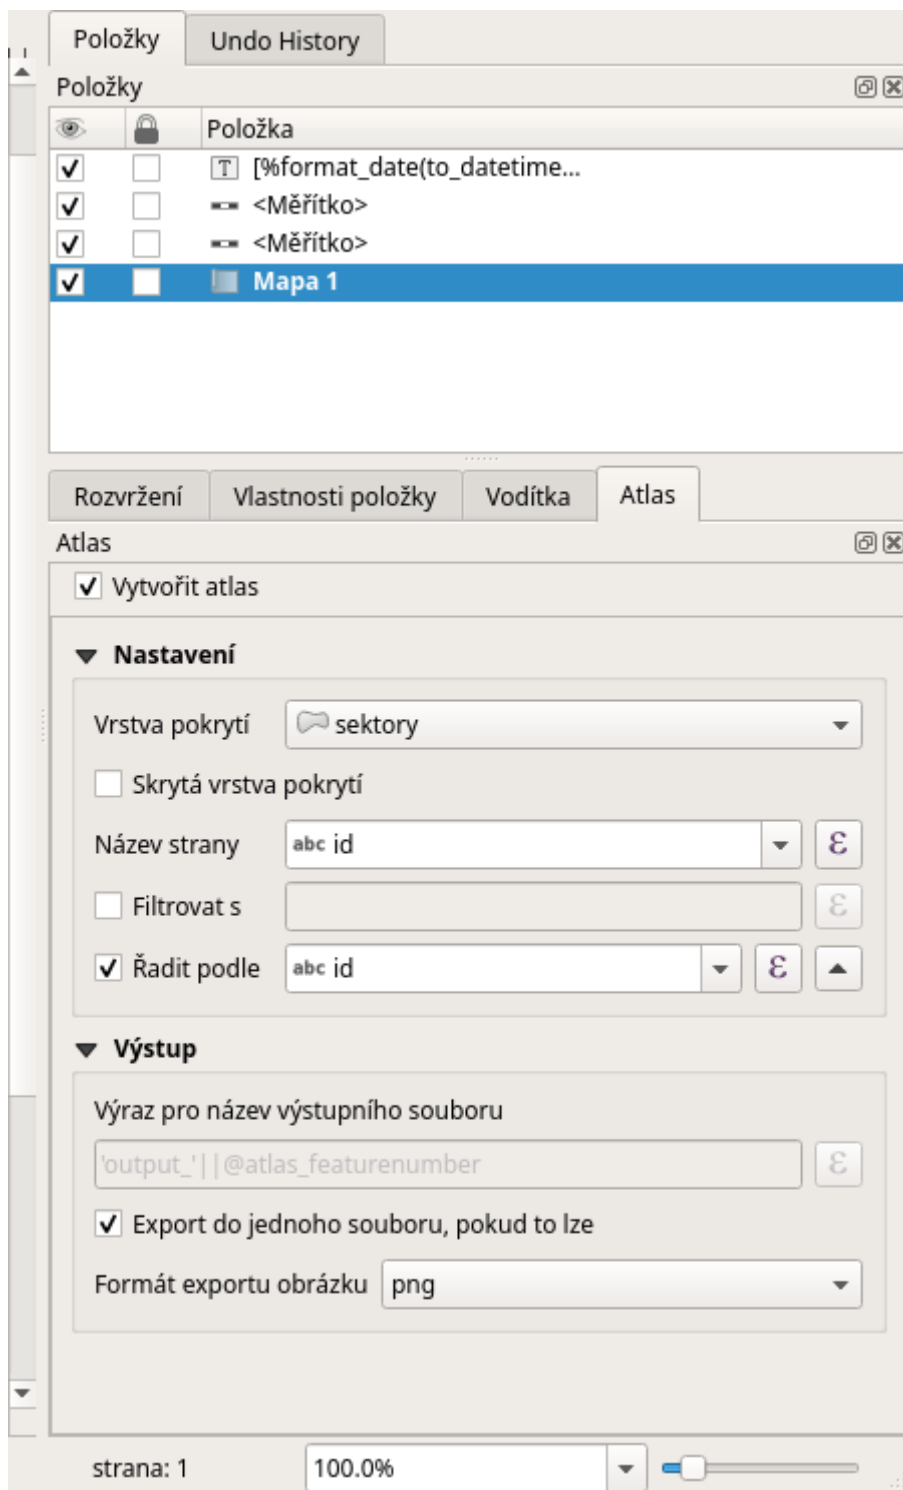 Položky Undo History
Položky
Položka
[%format_date(to_datetime...
<Měřítko>
<Měřítko>
Mapa 1
Rozvržení Vlastnosti položky Vodítka Atlas
Atlas
Vytvořit atlas
Nastavení
Vrstva pokrytí sektory
Skrytá vrstva pokrytí
Název strany abc id ε
Filtrovat s ε
Řadit podle abc id ε
Výstup
Výraz pro název výstupního souboru
'output_'||@atlas_featurenumber ε
Export do jednoho souboru, pokud to lze
Formát exportu obrázku png
strana: 1 100.0%